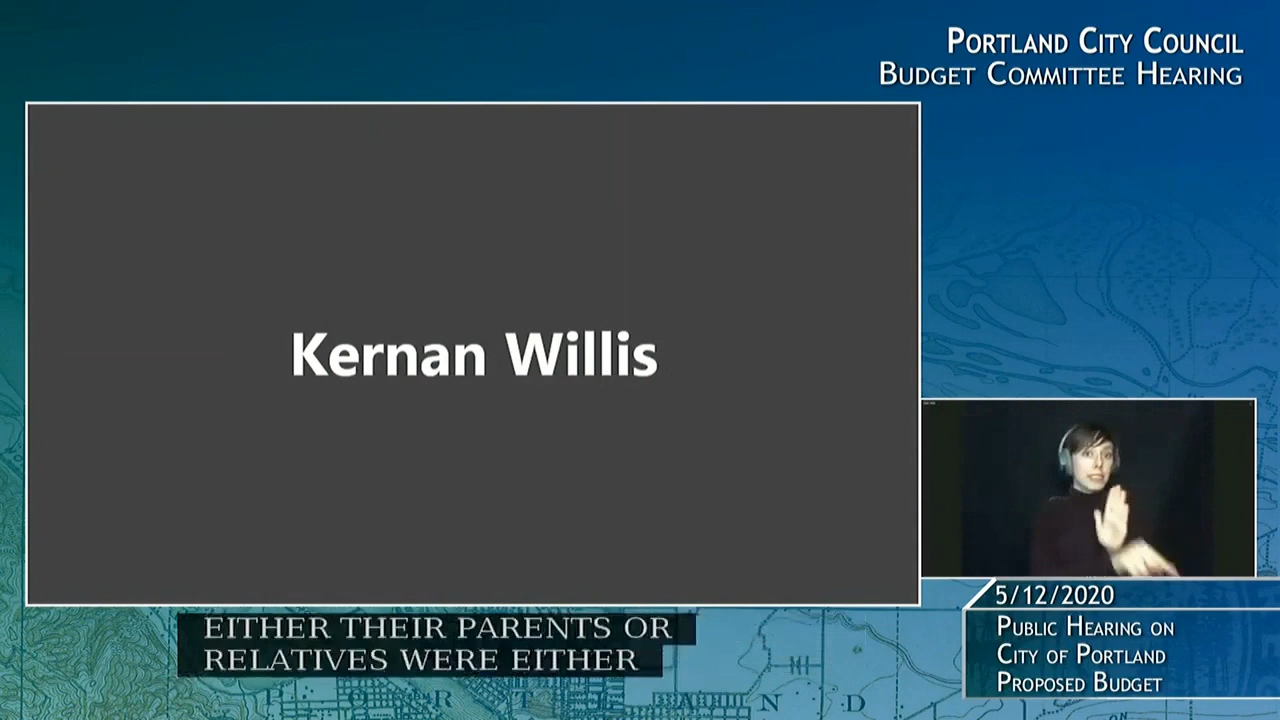 PORTLAND CITY COUNCIL
BUDGET COMMITTEE HEARING
Kernan Willis
5/12/2020
PUBLIC HEARING ON
CITY OF PORTLAND
PROPOSED BUDGET
EITHER THEIR PARENTS OR
RELATIVES WERE EITHER
P O R T L A N D